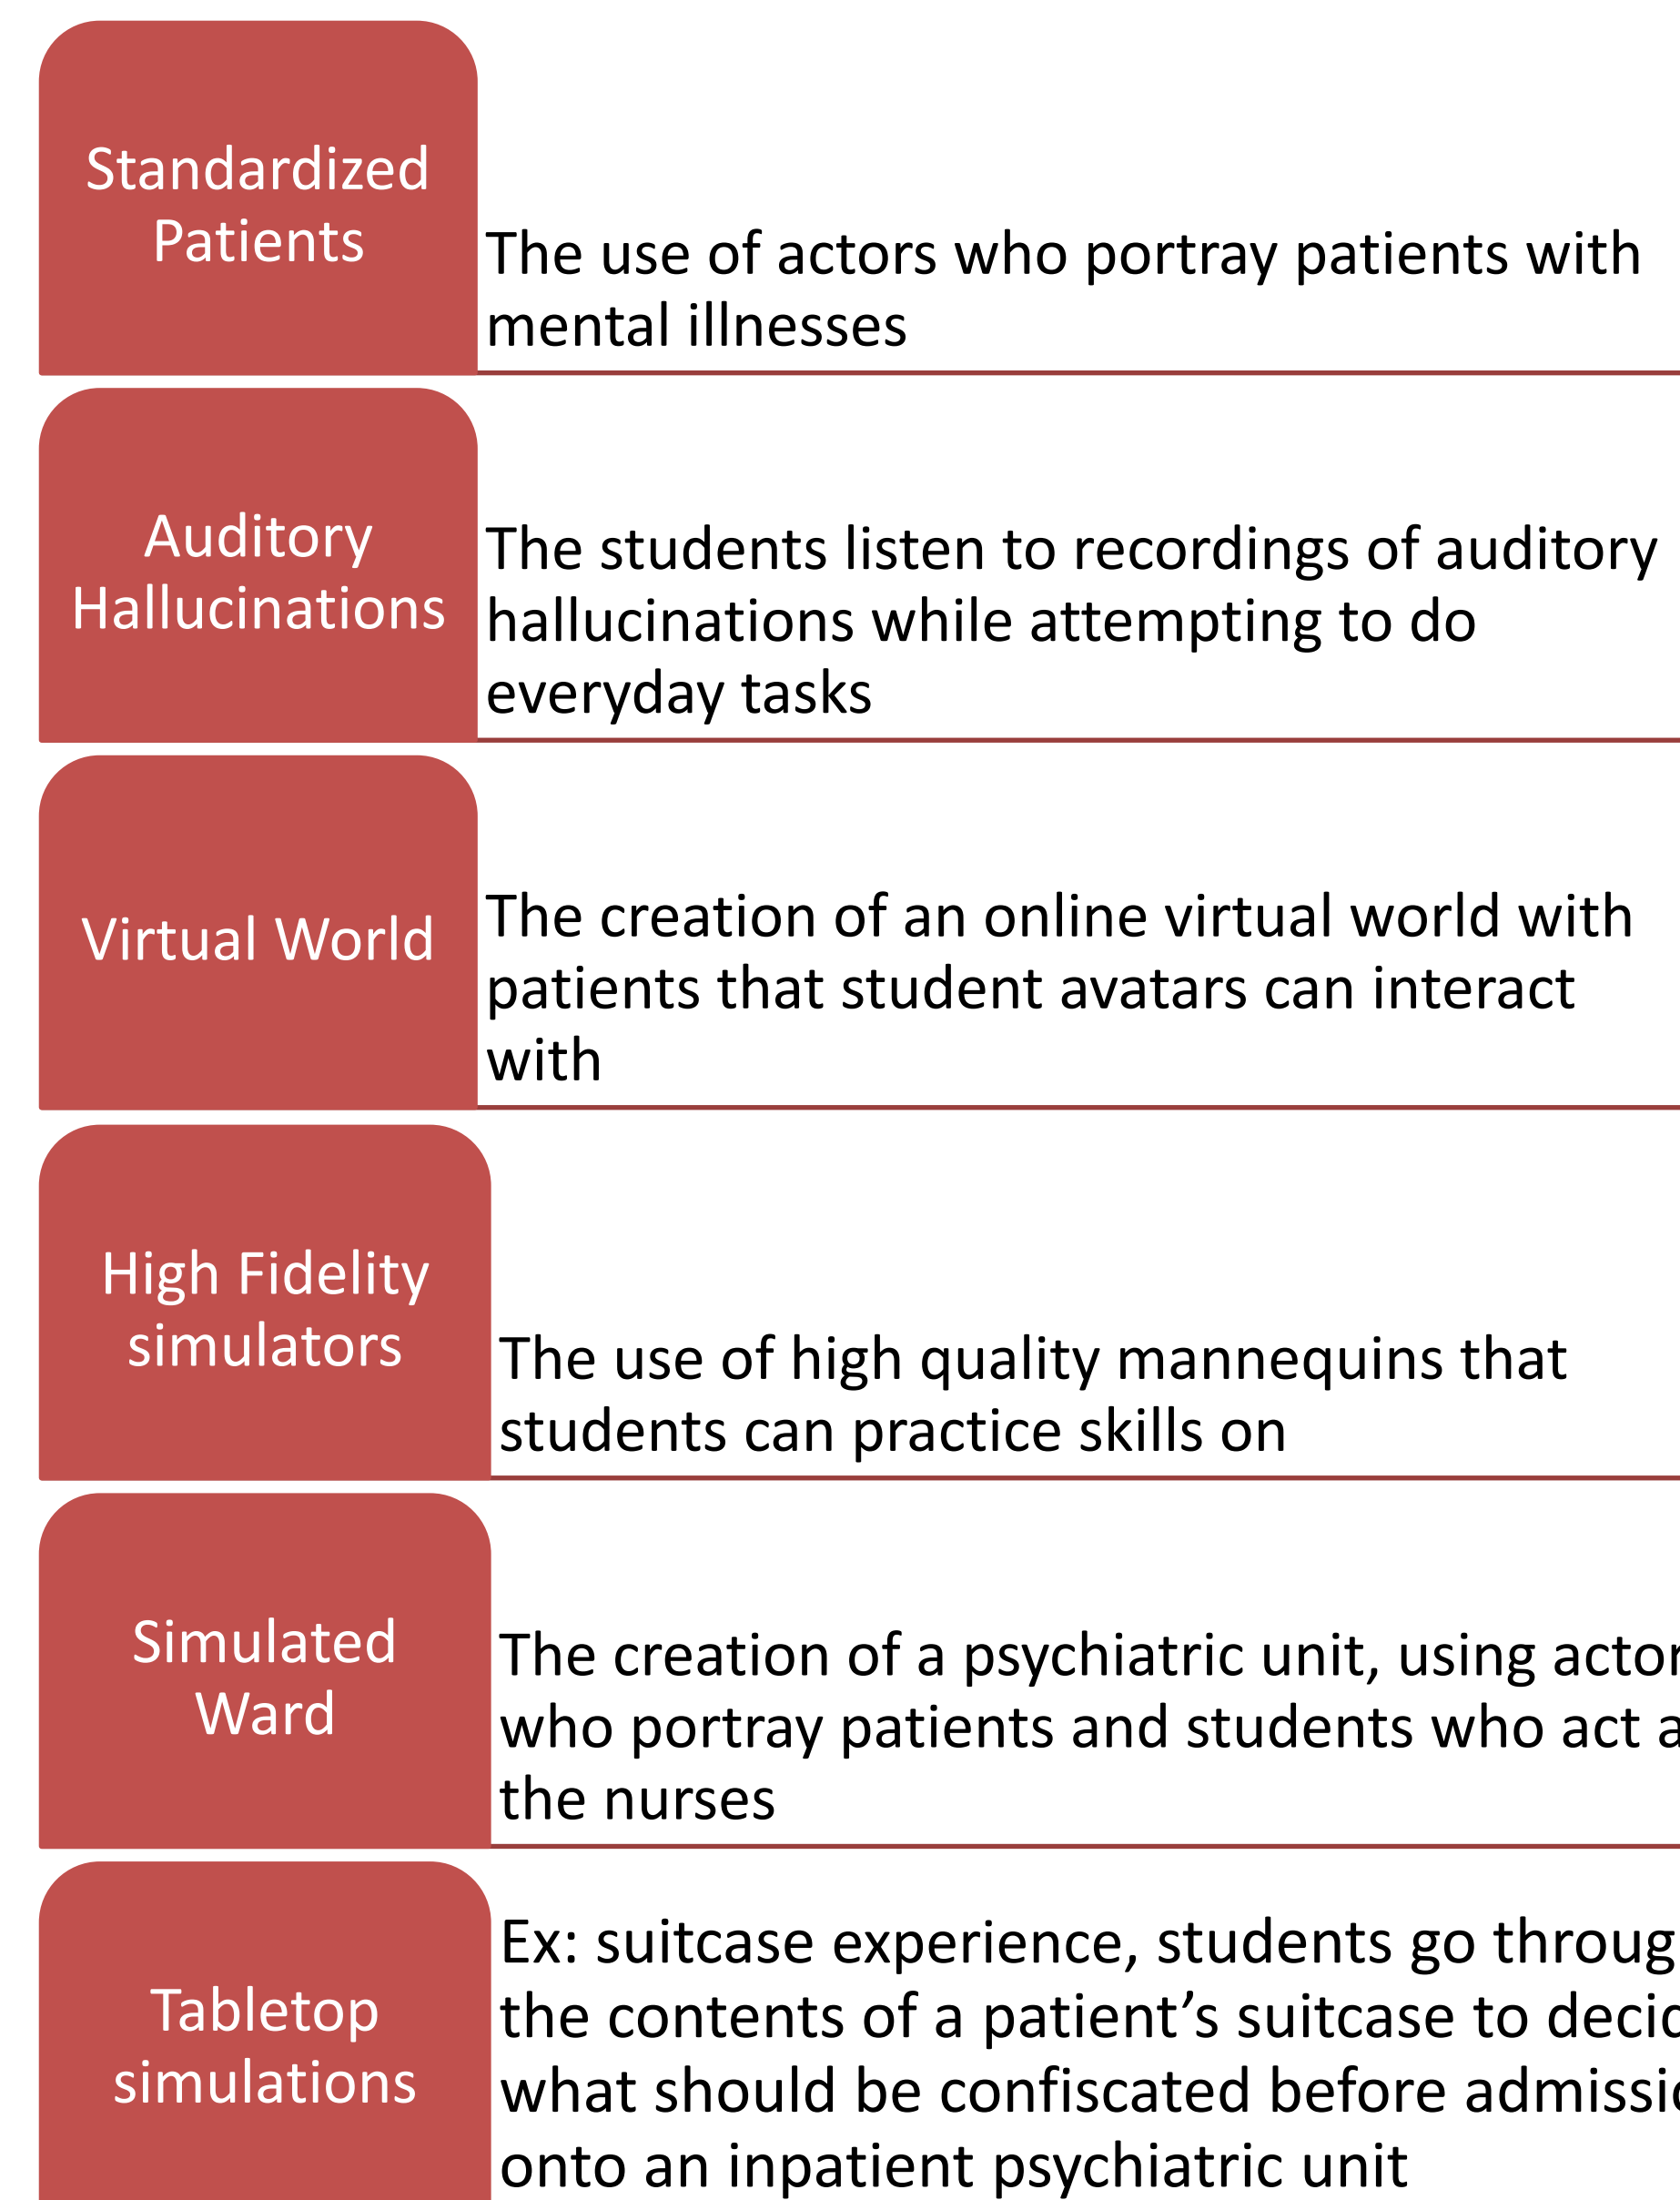 Standardized
Patients
The use of actors who portray patients with
mental illnesses
Auditory
Hallucinations
The students listen to recordings of auditory
hallucinations while attempting to do
everyday tasks
Virtual World
The creation of an online virtual world with
patients that student avatars can interact
with
High Fidelity
simulators
The use of high quality mannequins that
students can practice skills on
Simulated
Ward
The creation of a psychiatric unit, using actor
who portray patients and students who act a
the nurses
Tabletop
simulations
Ex: suitcase experience, students go throug
the contents of a patient’s suitcase to decid
what should be confiscated before admissi
onto an inpatient psychiatric unit